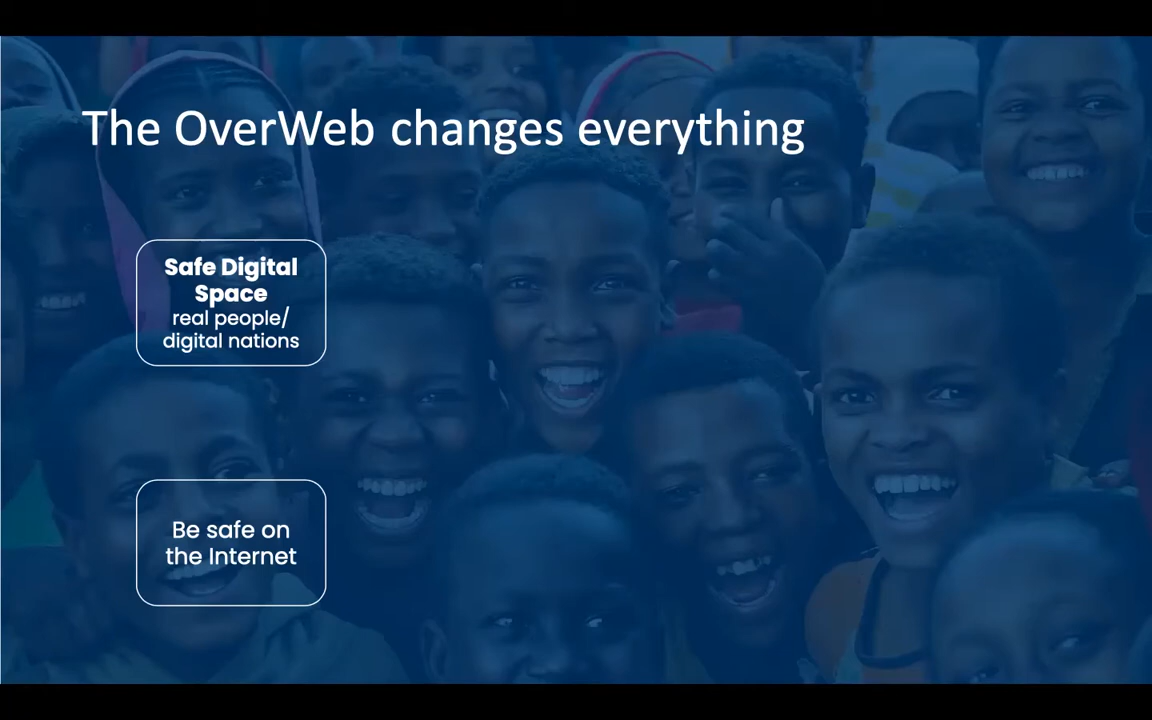 The OverWeb changes everything
Safe Digital
Space
real people/
digital nations
Be safe on
the Internet